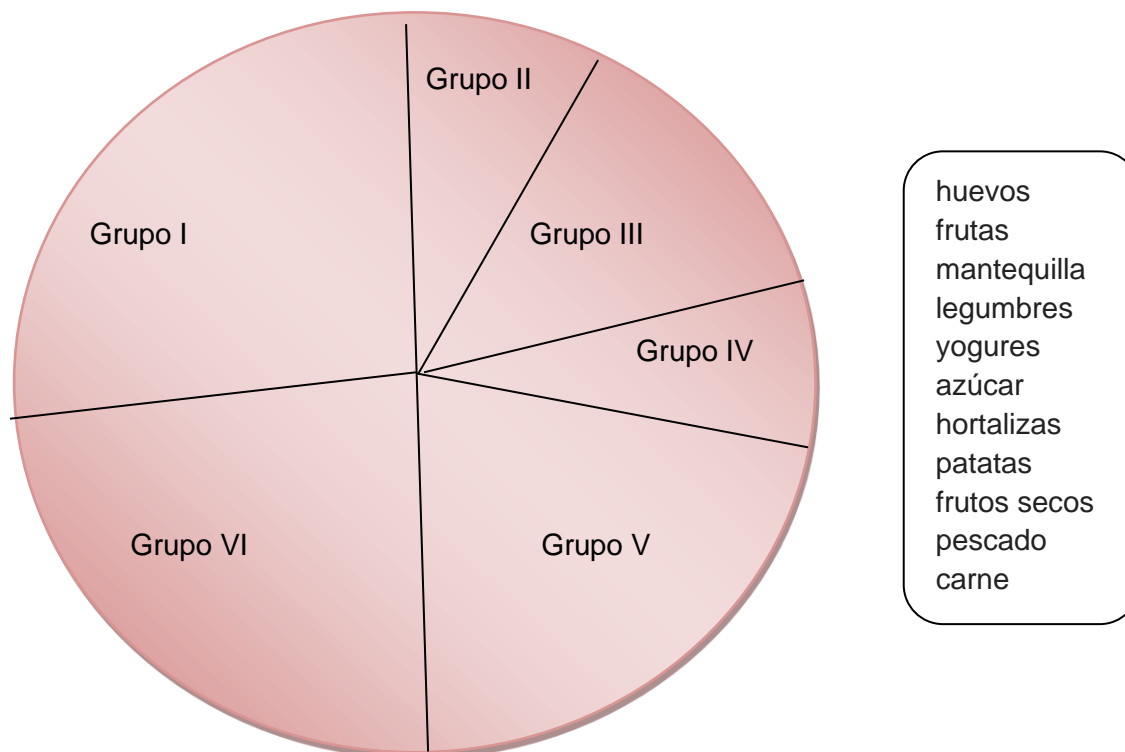 Grupo II
Grupo I
Grupo III
Grupo IV
Grupo VI
Grupo V
huevos
frutas
mantequilla
legumbres
yogures
azúcar
hortalizas
patatas
frutos secos
pescado
carne